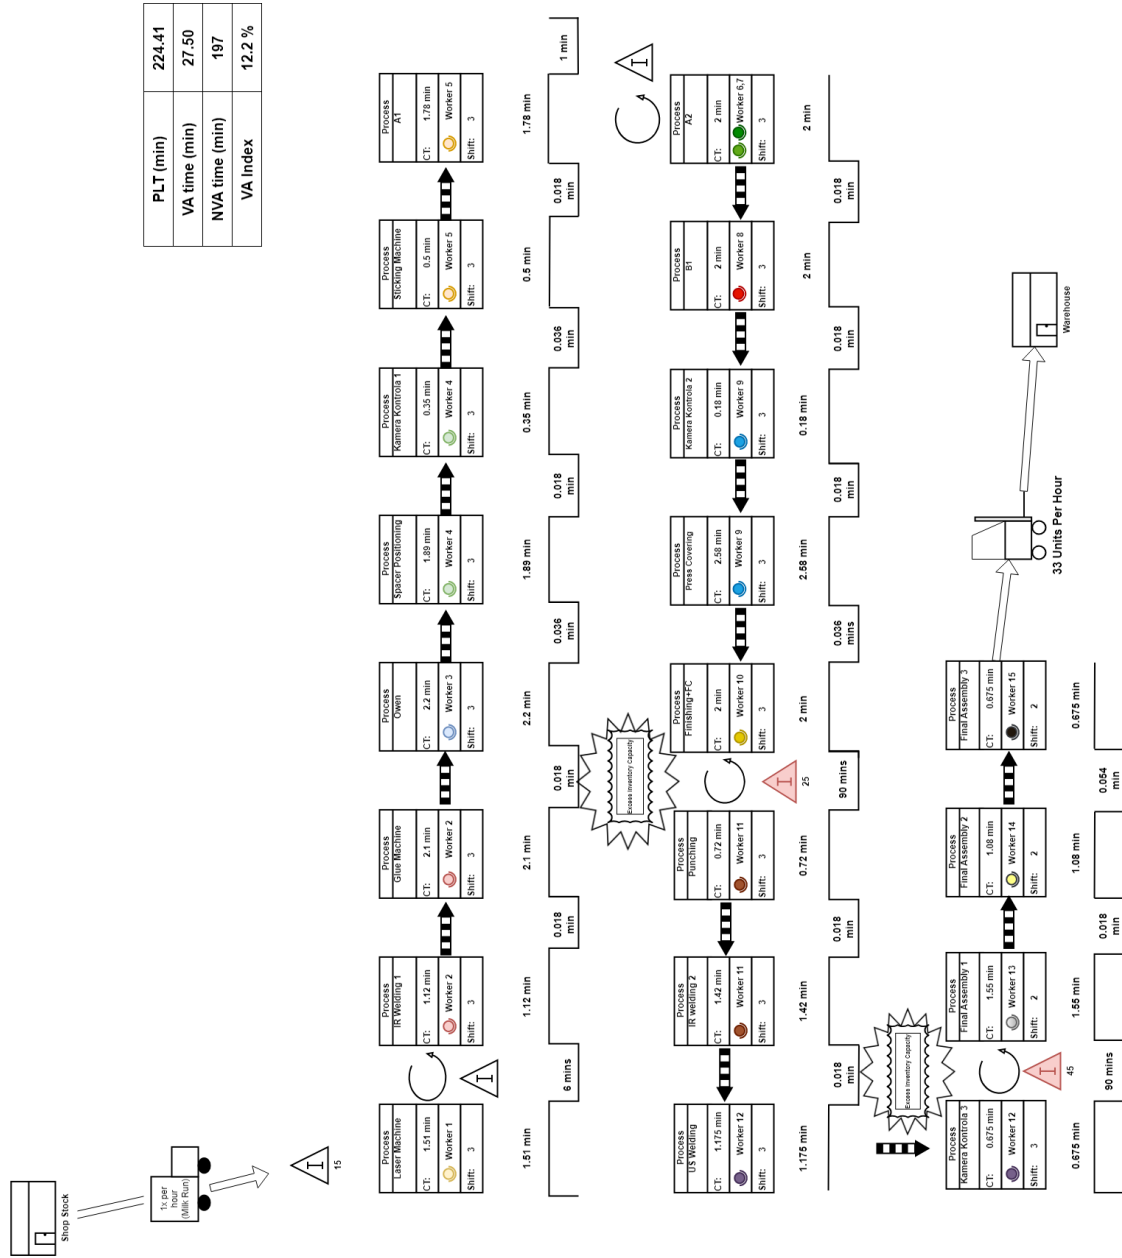 PLT (min) 224.41
VA time (min) 27.50
NVA time (min) 197
VA Index 12.2 %
Shop Stock
1x per
hour
(Milk Run)
15
Process
Laser Machine
CT: 1.51 min
Worker 1
Shift: 3
Process
IR Welding 1
CT: 1.12 min
Worker 2
Shift: 3
Process
Glue Machine
CT: 2.1 min
Worker 2
Shift: 3
Process
Owen
CT: 2.2 min
Worker 3
Shift: 3
Process
Spacer Positioning
CT: 1.89 min
Worker 4
Shift: 3
Process
Kamera Kontrola 1
CT: 0.35 min
Worker 4
Shift: 3
Process
Sticking Machine
CT: 0.5 min
Worker 5
Shift: 3
Process
A1
CT: 1.78 min
Worker 5
Shift: 3
1.51 min
6 mins
1.12 min
0.018
min
2.1 min
0.018
min
2.2 min
0.036
min
1.89 min
0.018
min
0.35 min
0.036
min
0.5 min
0.018
min
1.78 min
1 min
Process
A2
CT: 2 min
Worker 6,7
Shift: 3
Process
B1
CT: 2 min
Worker 8
Shift: 3
Process
Kamera Kontrola 2
CT: 0.18 min
Worker 9
Shift: 3
Process
Press Covering
CT: 2.58 min
Worker 9
Shift: 3
Process
Finishing+FC
CT: 2 min
Worker 10
Shift: 3
Excess Inventory Capacity
25
Process
Punching
CT: 0.72 min
Worker 11
Shift: 3
Process
IR welding 2
CT: 1.42 min
Worker 11
Shift: 3
Process
US Welding
CT: 1.175 min
Worker 12
Shift: 3
2 min
0.018
min
2 min
0.018
min
0.18 min
0.018
min
2.58 min
0.036
mins
2 min
90 mins
0.72 min
0.018
min
1.42 min
0.018
min
1.175 min
Process
Kamera Kontrola 3
CT: 0.675 min
Worker 12
Shift: 3
Excess Inventory Capacity
45
Process
Final Assembly 1
CT: 1.55 min
Worker 13
Shift: 2
Process
Final Assembly 2
CT: 1.08 min
Worker 14
Shift: 2
Process
Final Assembly 3
CT: 0.675 min
Worker 15
Shift: 2
33 Units Per Hour
Warehouse
0.675 min
90 mins
1.55 min
0.018
min
1.08 min
0.054
min
0.675 min